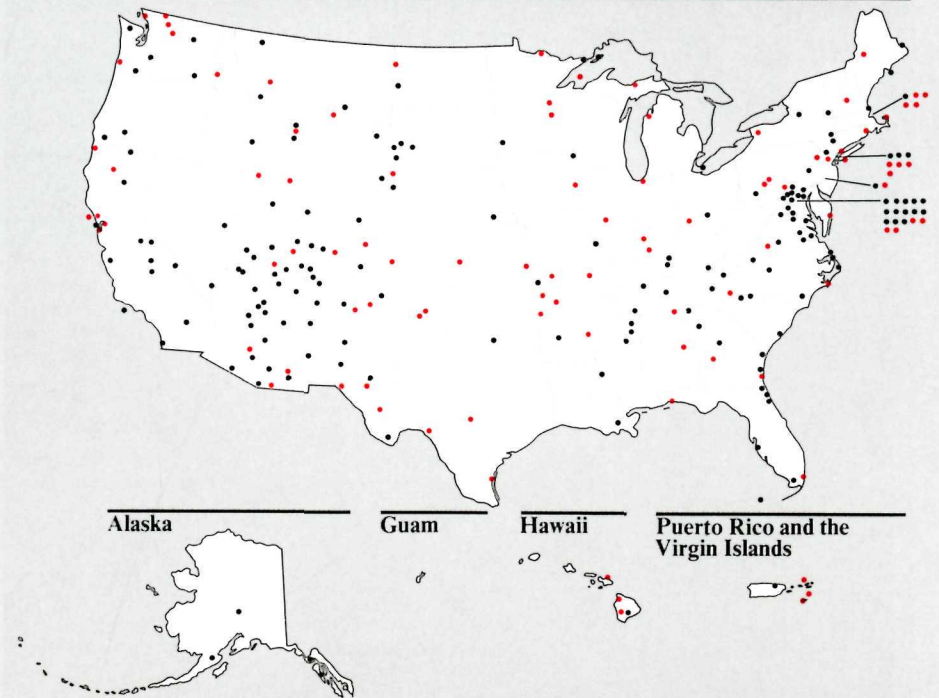 Alaska
Guam
Hawaii
Puerto Rico and the
Virgin Islands